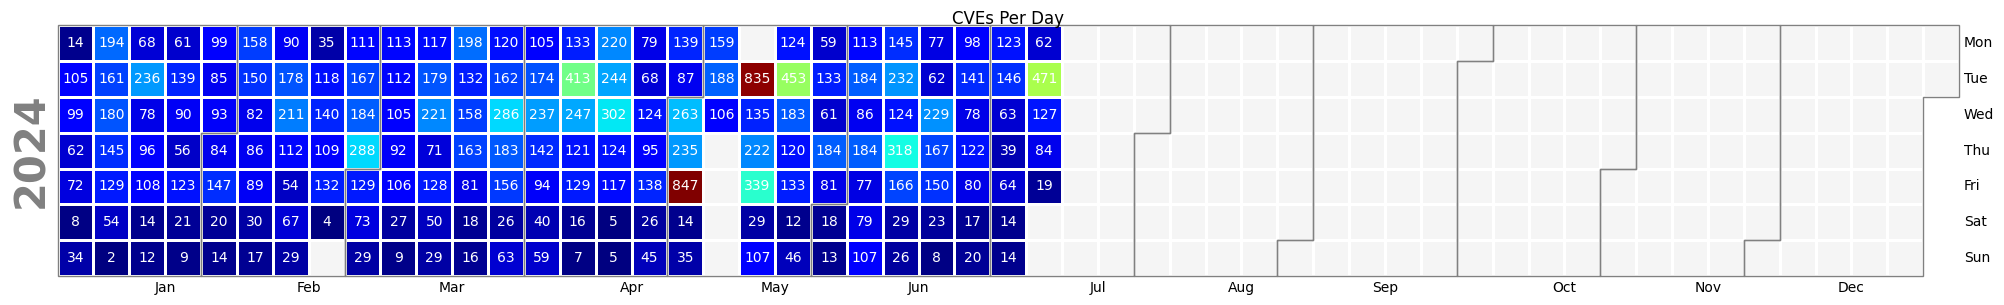 CVEs Per Day
2024
14 194 68 61 99 158 90 35 111 113 117 198 120 105 133 220 79 139 159 124 59 113 145 77 98 123 62 Mon
105 161 236 139 85 150 178 118 167 112 179 132 162 174 413 244 68 87 188 835 453 133 184 232 62 141 146 471 Tue
99 180 78 90 93 82 211 140 184 105 221 158 286 237 247 302 124 263 106 135 183 61 86 124 229 78 63 127 Wed
62 145 96 56 84 86 112 109 288 92 71 163 183 142 121 124 95 235 222 120 184 184 318 167 122 39 84 Thu
72 129 108 123 147 89 54 132 129 106 128 81 156 94 129 117 138 847 339 133 81 77 166 150 80 64 19 Fri
8 54 14 21 20 30 67 4 73 27 50 18 26 40 16 5 26 14 29 12 18 79 29 23 17 14 Sat
34 2 12 9 14 17 29 29 9 29 16 63 59 7 5 45 35 107 46 13 107 26 8 20 14 Sun
Jan Feb Mar Apr May Jun Jul Aug Sep Oct Nov Dec